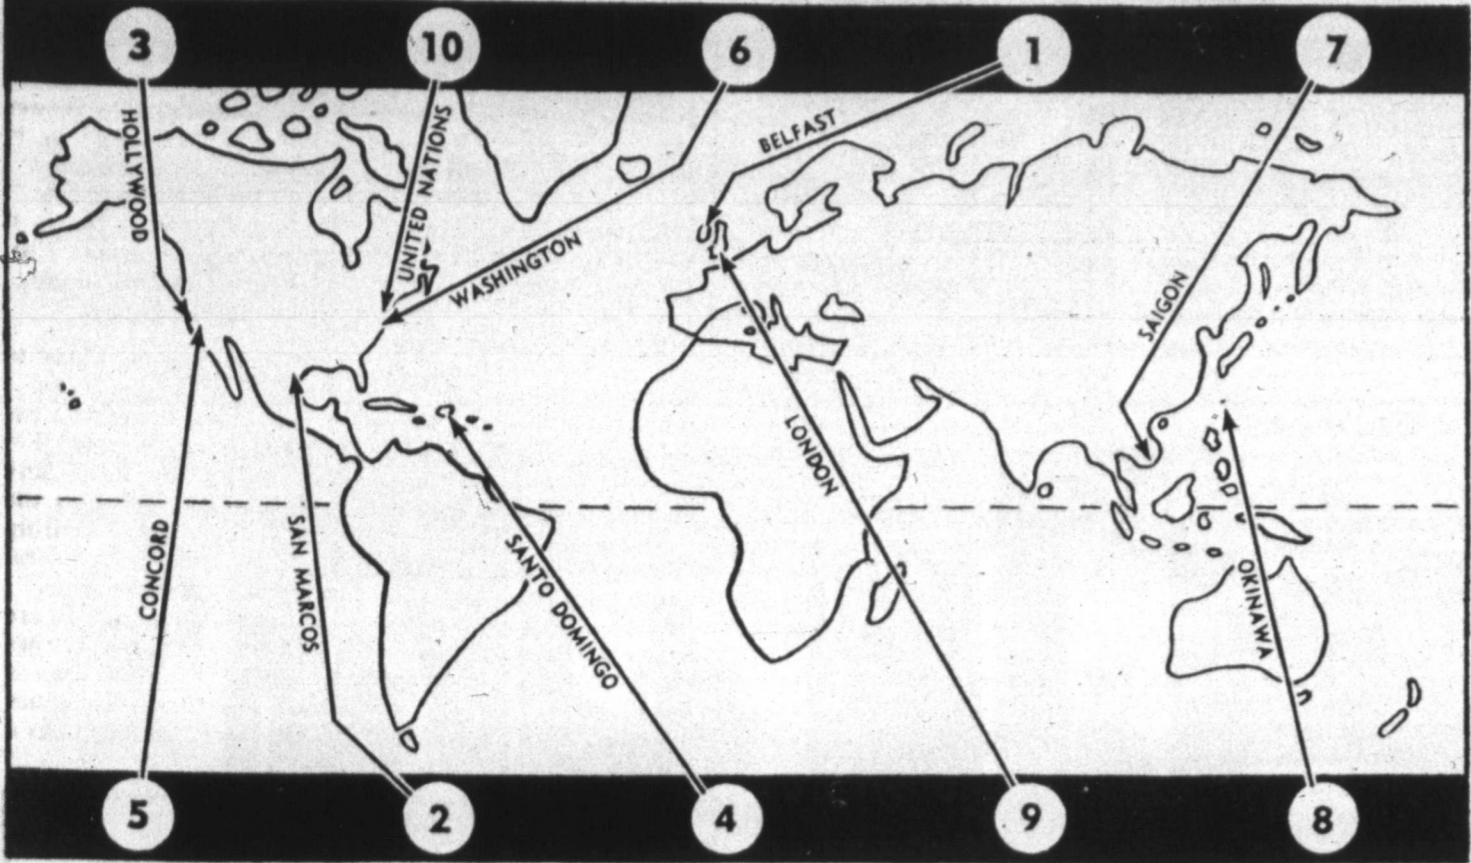 3
10
6
1
7
HOLLYWOOD
UNITED NATIONS
WASHINGTON
BELFAST
SAIGON
CONCORD
SAN MARCOS
SANTO DOMINGO
LONDON
OKINAWA
5
2
4
9
8